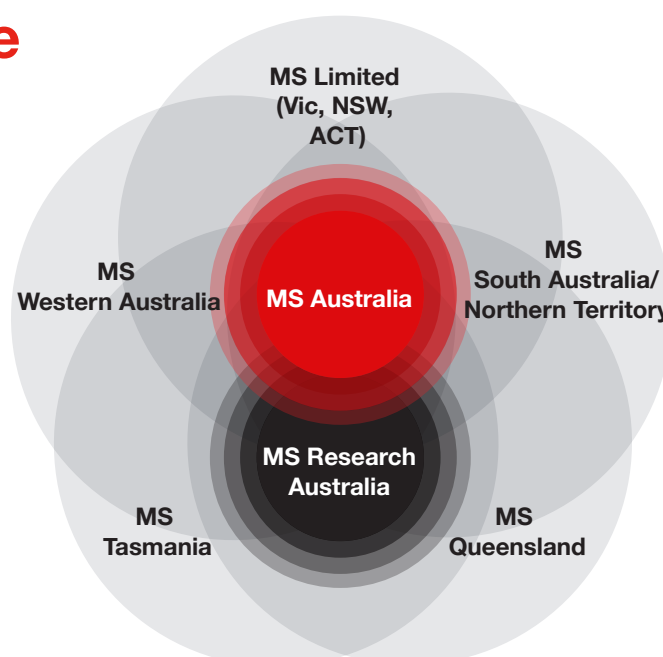 e
MS Limited
(Vic, NSW,
ACT)
MS
Western Australia
MS Australia
MS
South Australia/
Northern Territory
MS Research
Australia
MS
Tasmania
MS
Queensland